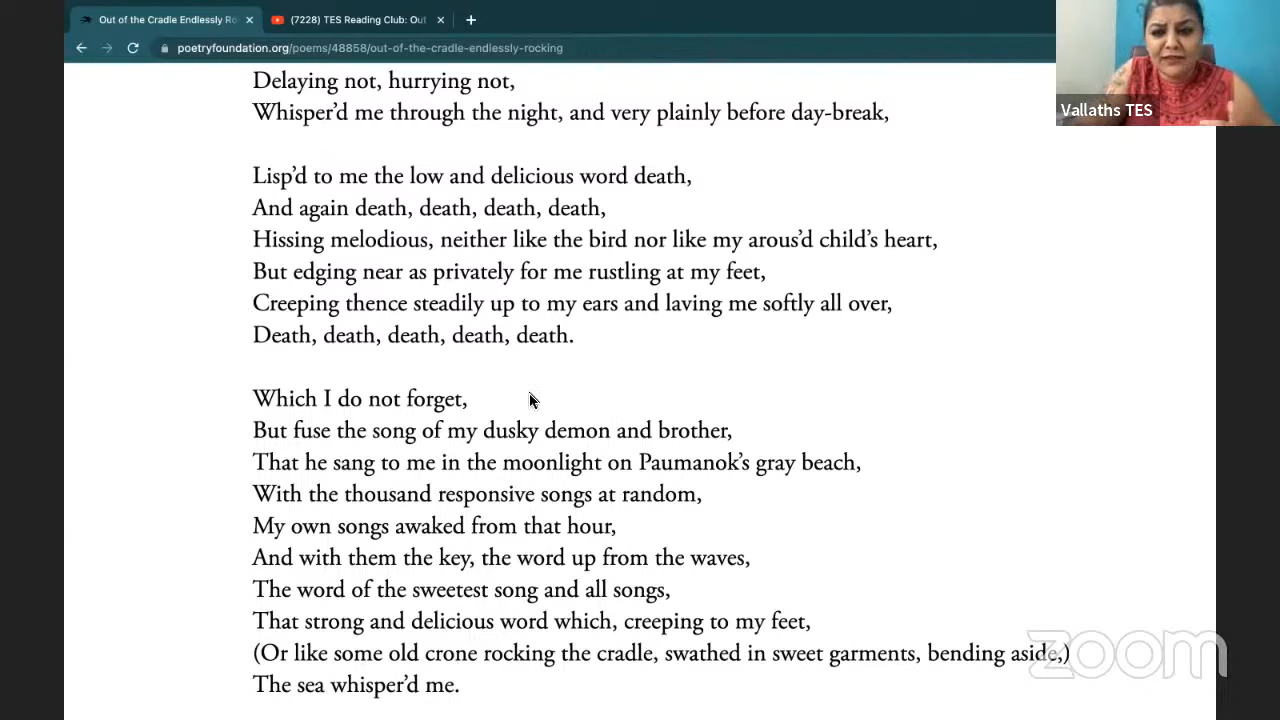 Out of the Cradle Endlessly Ro
(7228) TES Reading Club: Out
poetryfoundation.org/poems/48858/out-of-the-cradle-endlessly-rocking
Vallaths TES
Delaying not, hurrying not,
Whisper’d me through the night, and very plainly before day-break,
Lisp’d to me the low and delicious word death,
And again death, death, death, death,
Hissing melodious, neither like the bird nor like my arous’d child’s heart,
But edging near as privately for me rustling at my feet,
Creeping thence steadily up to my ears and laving me softly all over,
Death, death, death, death, death.
Which I do not forget,
But fuse the song of my dusky demon and brother,
That he sang to me in the moonlight on Paumanok’s gray beach,
With the thousand responsive songs at random,
My own songs awaked from that hour,
And with them the key, the word up from the waves,
The word of the sweetest song and all songs,
That strong and delicious word which, creeping to my feet,
(Or like some old crone rocking the cradle, swathed in sweet garments, bending aside,)
The sea whisper’d me.
zoom